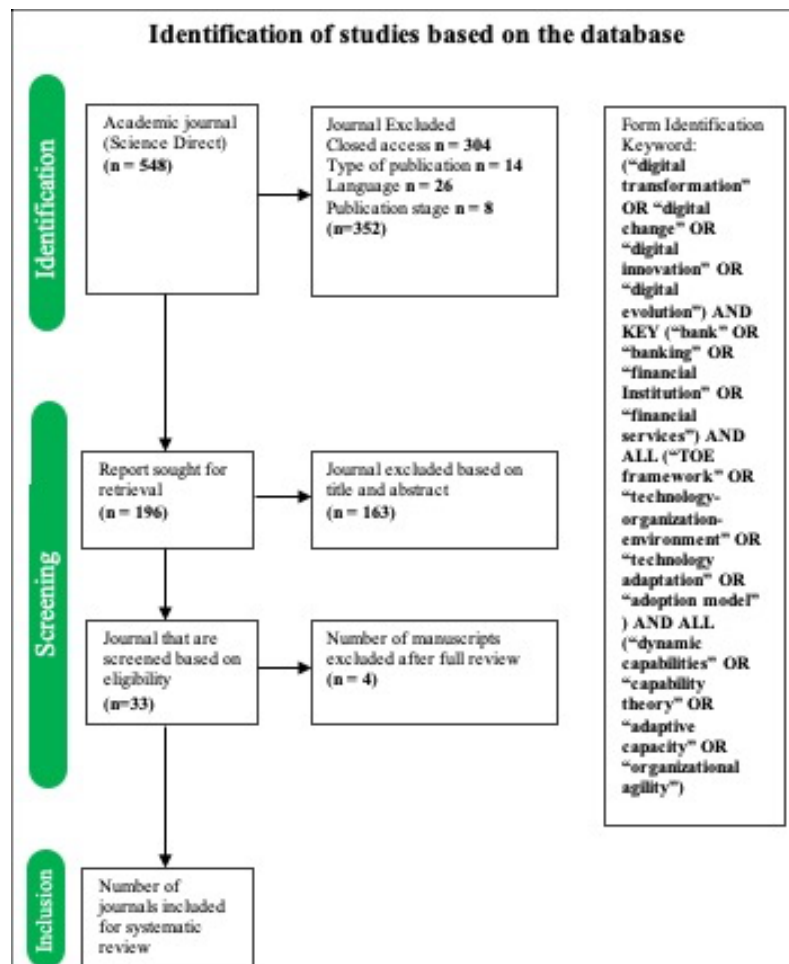 Identification of studies based on the database
Identification
Academic journal
(Science Direct)
(n = 548)
Journal Excluded
Closed access n = 304
Type of publication n = 14
Language n = 26
Publication stage n = 8
(n=352)
Form Identification
Keyword:
(“digital
transformation”
OR “digital
change” OR
“digital
innovation” OR
“digital
evolution”) AND
KEY (“bank” OR
“banking” OR
“financial
Institution” OR
“financial
services”) AND
ALL (“TOE
framework” OR
“technology-
organization-
environment” OR
“technology
adaptation” OR
“adoption model”
) AND ALL
(“dynamic
capabilities” OR
“capability
theory” OR
“adaptive
capacity” OR
“organizational
agility”)
Screening
Report sought for
retrieval
(n = 196)
Journal excluded based on
title and abstract
(n = 163)
Journal that are
screened based on
eligibility
(n=33)
Number of manuscripts
excluded after full review
(n = 4)
Inclusion
Number of
journals included
for systematic
review